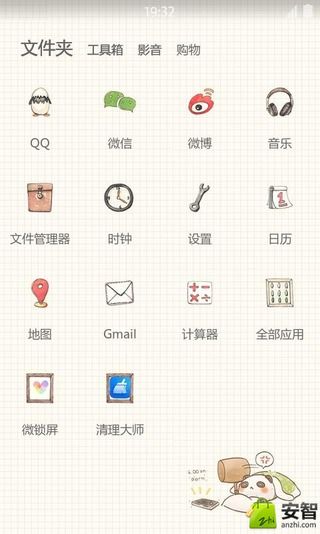 19:32
文件夹 工具箱 影音 购物
QQ 微信 微博 音乐
文件管理器 时钟 设置 日历
地图 Gmail 计算器 全部应用
微锁屏 清理大师
安智
anzhi.com